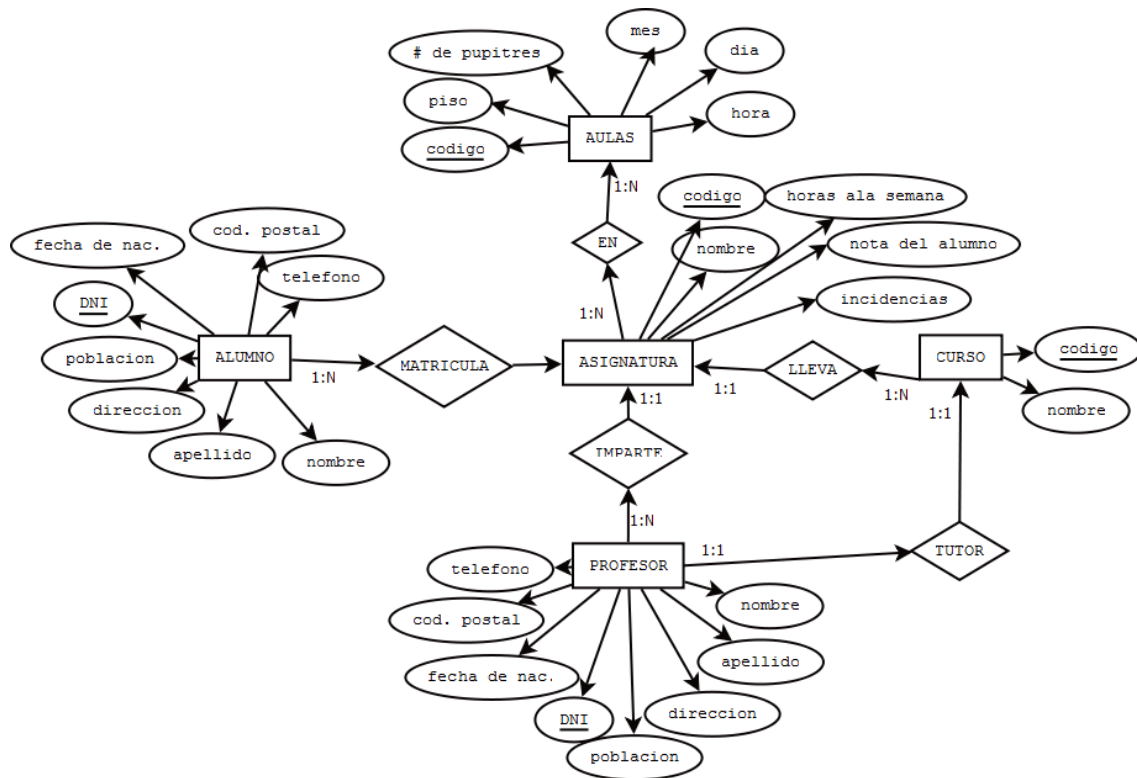 mes
# de pupitres
dia
piso
hora
AULAS
codigo
1:N
codigo
horas ala semana
cod. postal
fecha de nac.
EN
nombre
nota del alumno
telefono
DNI
incidencias
1:N
poblacion
ALUMNO
MATRICULA
ASIGNATURA
LLEVA
CURSO
codigo
1:N
1:1
1:1
1:N
1:1
direccion
nombre
apellido
nombre
IMPARTE
1:N
1:1
telefono
PROFESOR
TUTOR
cod. postal
nombre
fecha de nac.
apellido
DNI
direccion
poblacion